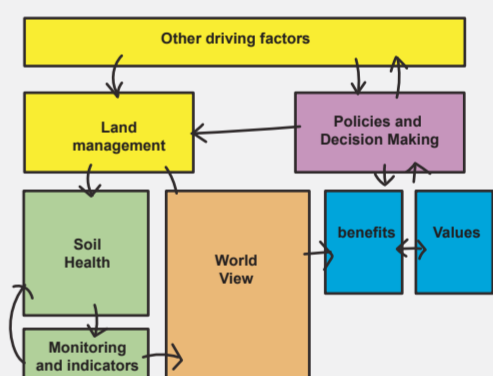 Other driving factors
Land
management
Policies and
Decision Making
Soil
Health
World
View
benefits
Values
Monitoring
and indicators